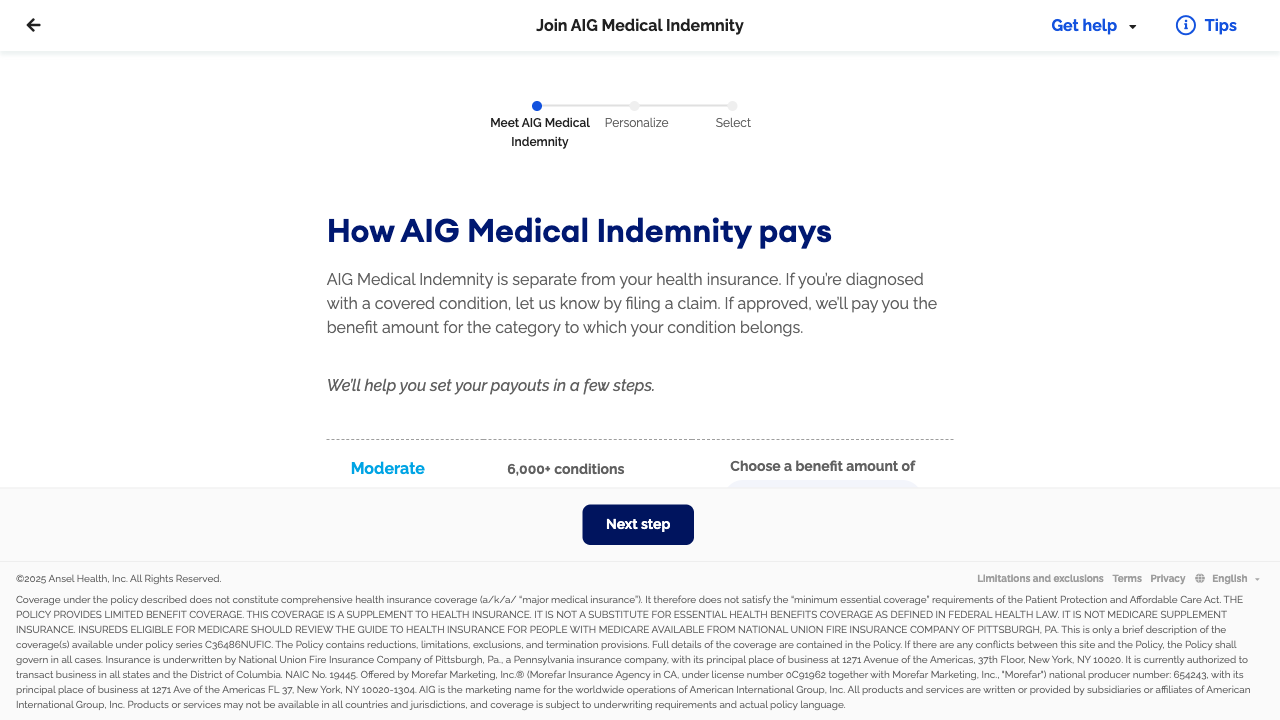 Join AIG Medical Indemnity
Get help
Tips
Meet AIG Medical Indemnity
Personalize
Select
How AIG Medical Indemnity pays
AIG Medical Indemnity is separate from your health insurance. If you're diagnosed
with a covered condition, let us know by filing a claim. If approved, we'll pay you the
benefit amount for the category to which your condition belongs.
We'll help you set your payouts in a few steps.
Moderate
6,000+ conditions
Choose a benefit amount of
Next step
©2025 Ansel Health, Inc. All Rights Reserved.
Limitations and exclusions
Terms
Privacy
English
Coverage under the policy described does not constitute comprehensive health insurance coverage (a/k/a/ "major medical insurance"). It therefore does not satisfy the "minimum essential coverage" requirements of the Patient Protection and Affordable Care Act. THE
POLICY PROVIDES LIMITED BENEFIT COVERAGE. THIS COVERAGE IS A SUPPLEMENT TO HEALTH INSURANCE. IT IS NOT A SUBSTITUTE FOR ESSENTIAL HEALTH BENEFITS COVERAGE AS DEFINED IN FEDERAL HEALTH LAW. IT IS NOT MEDICARE SUPPLEMENT
INSURANCE. INSUREDS ELIGIBLE FOR MEDICARE SHOULD REVIEW THE GUIDE TO HEALTH INSURANCE FOR PEOPLE WITH MEDICARE AVAILABLE FROM NATIONAL UNION FIRE INSURANCE COMPANY OF PITTSBURGH, PA. This is only a brief description of the
coverage(s) available under policy series C36486NUFIC. The Policy contains reductions, limitations, exclusions, and termination provisions. Full details of the coverage are contained in the Policy. If there are any conflicts between this site and the Policy, the Policy shall
govern in all cases. Insurance is underwritten by National Union Fire Insurance Company of Pittsburgh, Pa., a Pennsylvania insurance company, with its principal place of business at 1271 Avenue of the Americas, 37th Floor, New York, NY 10020. It is currently authorized to
transact business in all states and the District of Columbia. NAIC No. 19445. Offered by Morefar Marketing, Inc.® (Morefar Insurance Agency in CA, under license number 0C91962 together with Morefar Marketing, Inc., "Morefar") national producer number: 654243, with its
principal place of business at 1271 Ave of the Americas FL 37, New York, NY 10020-1304. AIG is the marketing name for the worldwide operations of American International Group, Inc. All products and services are written or provided by subsidiaries or affiliates of American
International Group, Inc. Products or services may not be available in all countries and jurisdictions, and coverage is subject to underwriting requirements and actual policy language.